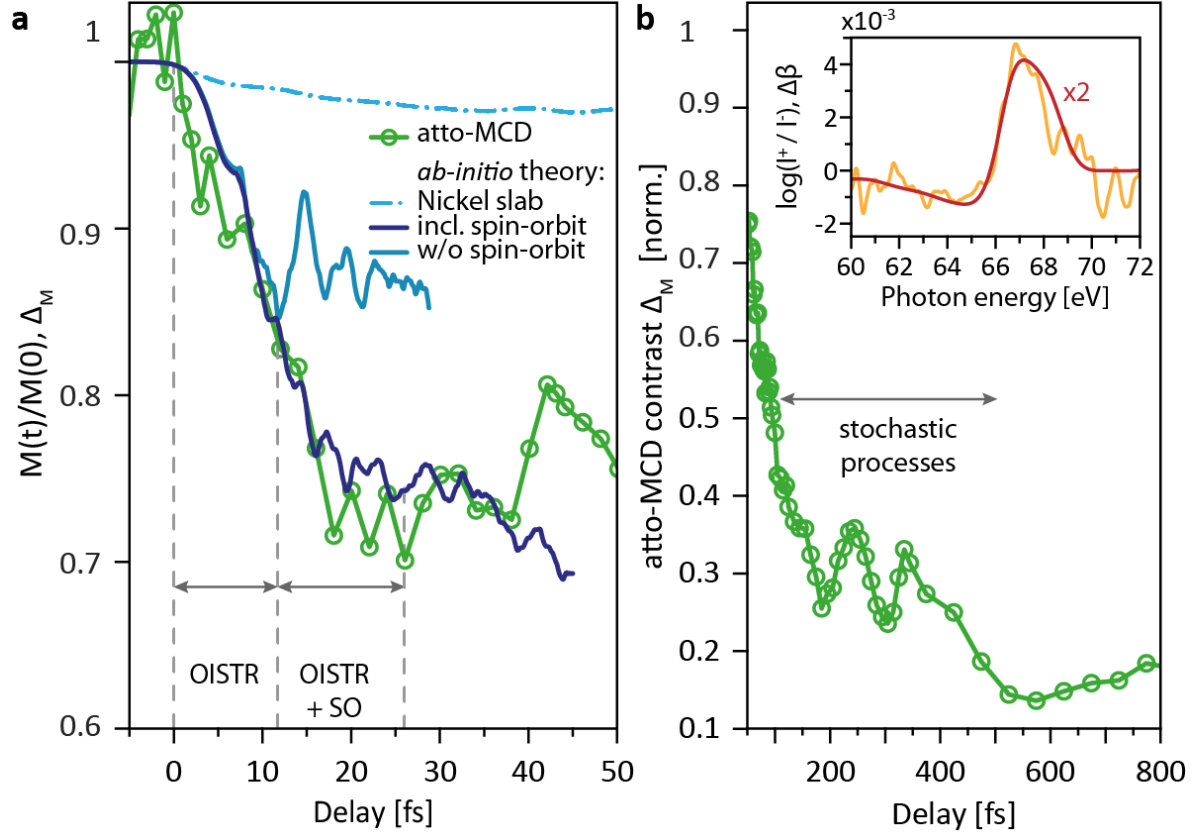 a
1
0.9
0.8
0.7
0.6
M(t)/M(0), Δ_M
atto-MCD
ab-initio theory:
Nickel slab
incl. spin-orbit
w/o spin-orbit
OISTR
OISTR
+ SO
0 10 20 30 40 50
Delay [fs]
b
1
0.9
0.8
0.7
0.6
0.5
0.4
0.3
0.2
0.1
atto-MCD contrast Δ_M [norm.]
x10⁻³
4
2
0
-2
log(I⁺ / I⁻), Δβ
x2
60 62 64 66 68 70 72
Photon energy [eV]
stochastic
processes
200 400 600 800
Delay [fs]